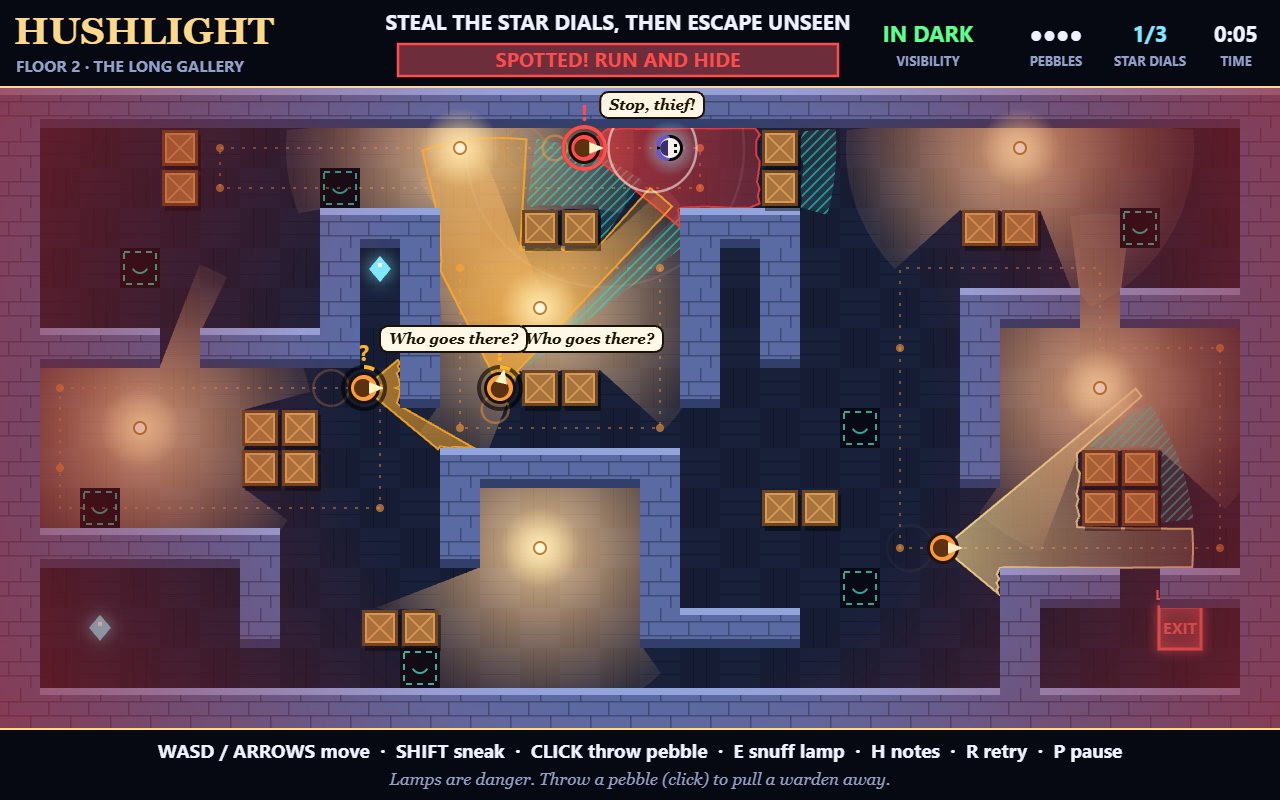 HUSHLIGHT
FLOOR 2 · THE LONG GALLERY
STEAL THE STAR DIALS, THEN ESCAPE UNSEEN
SPOTTED! RUN AND HIDE
IN DARK
VISIBILITY
PEBBLES
1/3
STAR DIALS
0:05
TIME
Stop, thief!
!
Who goes there?
Who goes there?
?
EXIT
WASD / ARROWS move · SHIFT sneak · CLICK throw pebble · E snuff lamp · H notes · R retry · P pause
Lamps are danger. Throw a pebble (click) to pull a warden away.